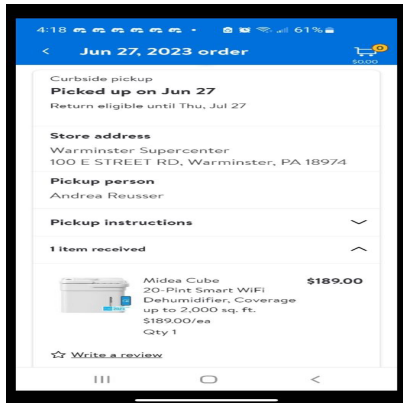 4:18
61%
< Jun 27, 2023 order
0
$0.00
Curbside pickup
Picked up on Jun 27
Return eligible until Thu, Jul 27
Store address
Warminster Supercenter
100 E STREET RD, Warminster, PA 18974
Pickup person
Andrea Reusser
Pickup instructions
1 item received
Midea Cube $189.00
20-Pint Smart WiFi
Dehumidifier, Coverage
up to 2,000 sq. ft.
$189.00/ea
Qty 1
Write a review